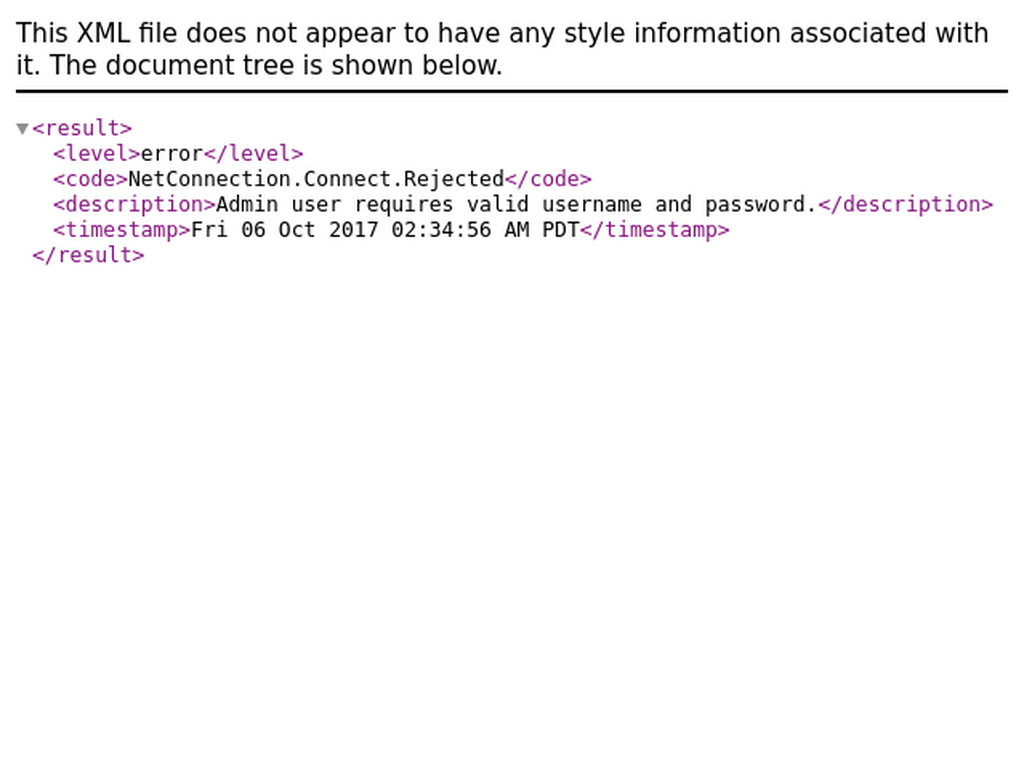 This XML file does not appear to have any style information associated with
it. The document tree is shown below.
<result>
<level>error</level>
<code>NetConnection.Connect.Rejected</code>
<description>Admin user requires valid username and password.</description>
<timestamp>Fri 06 Oct 2017 02:34:56 AM PDT</timestamp>
</result>